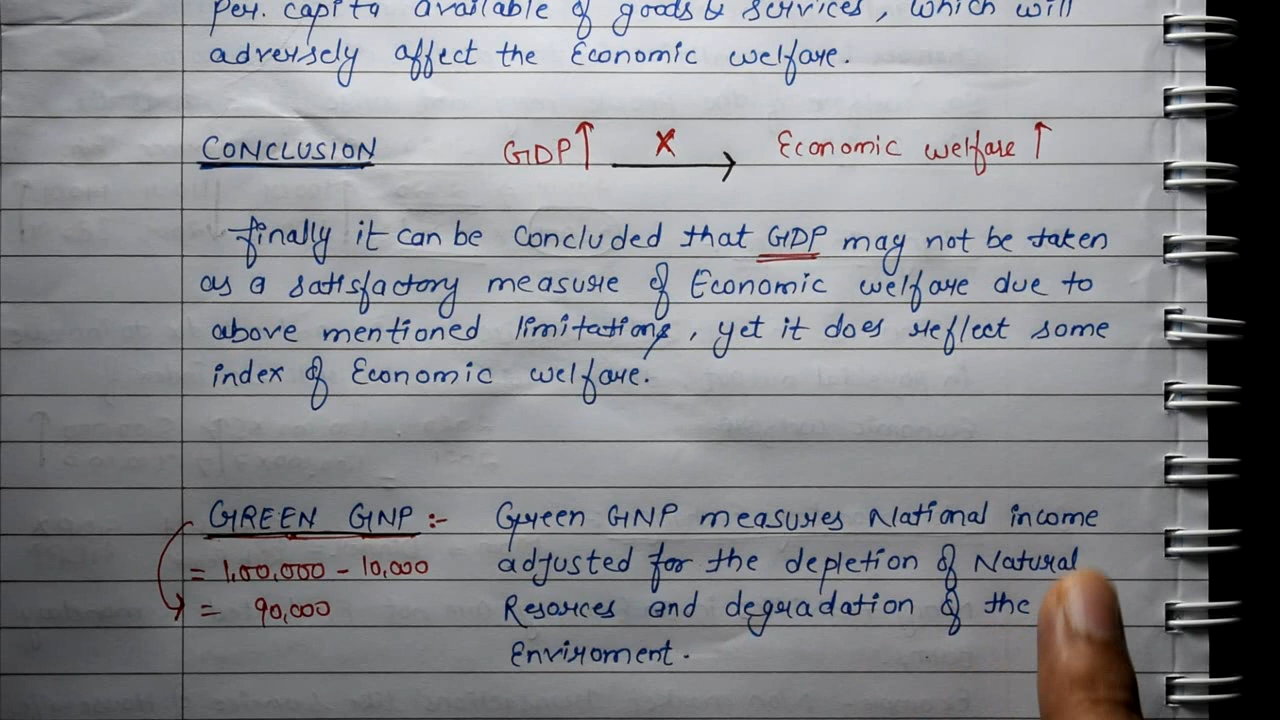 per. capita available of goods & services, which will
adversely affect the Economic welfare.
CONCLUSION GDP↑ X → Economic welfare ↑
finally it can be concluded that GDP may not be taken
as a satisfactory measure of Economic welfare due to
above mentioned limitations, yet it does reflect some
index of Economic welfare.
GREEN GNP :- Green GNP measures National income
= 1,00,000 - 10,000 adjusted for the depletion of Natural
= 90,000 Resorces and degradation of the
Enviroment.